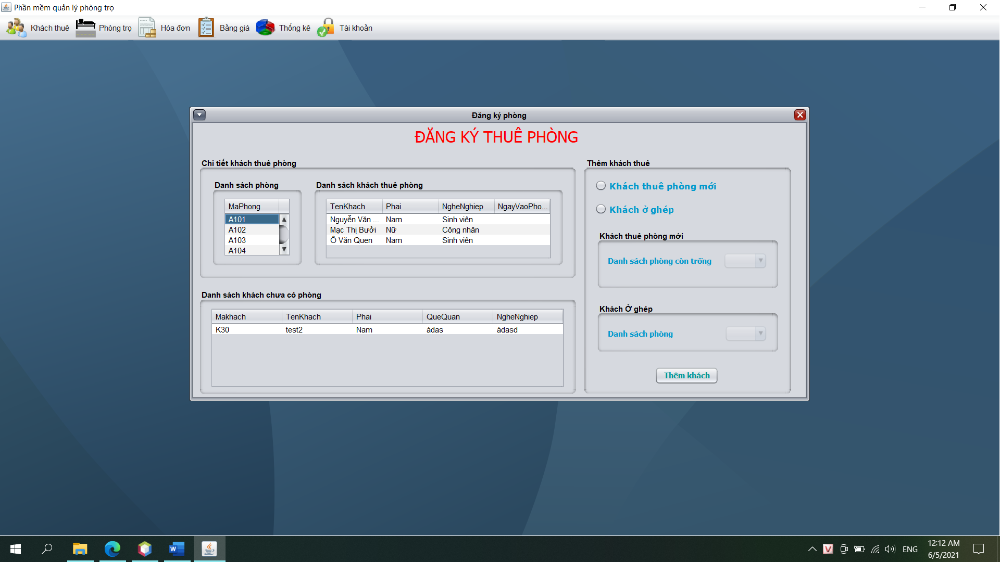 Phần mềm quản lý phòng trọ
Khách thuê
Phòng trọ
Hóa đơn
Bảng giá
Thống kê
Tài khoản
Đăng ký phòng
ĐĂNG KÝ THUÊ PHÒNG
Chi tiết khách thuê phòng
Danh sách phòng
MaPhong
A101
A102
A103
A104
Danh sách khách thuê phòng
TenKhach Phai NgheNghiep NgayVaoPho...
Nguyễn Văn ... Nam Sinh viên
Mạc Thị Bưởi Nữ Công nhân
Ô Văn Quen Nam Sinh viên
Danh sách khách chưa có phòng
Makhach TenKhach Phai QueQuan NgheNghiep
K30 test2 Nam ádas ádasd
Thêm khách thuê
Khách thuê phòng mới
Khách ở ghép
Khách thuê phòng mới
Danh sách phòng còn trống
Khách Ở ghép
Danh sách phòng
Thêm khách
ENG
12:12 AM
6/5/2021